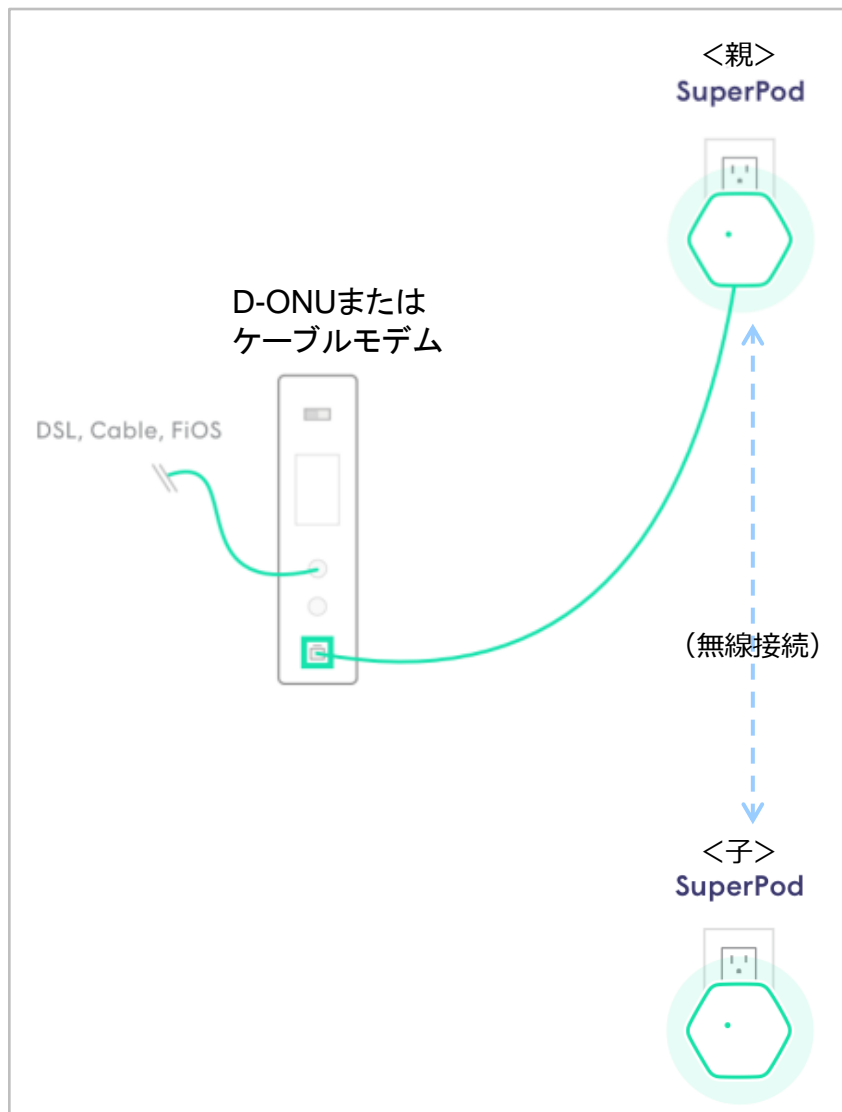 <親>
SuperPod
D-ONUまたは
ケーブルモデム
DSL, Cable, FiOS
(無線接続)
<子>
SuperPod